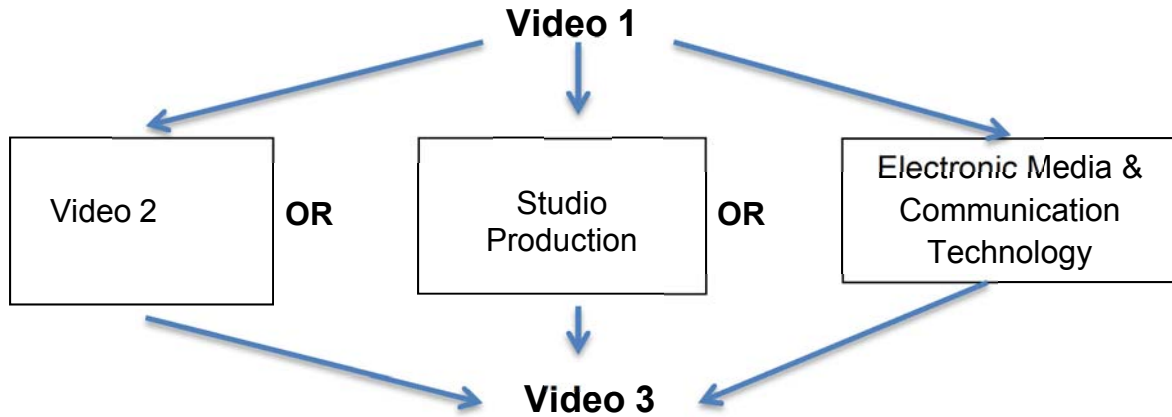 Video 1
Video 2
OR
Studio
Production
OR
Electronic Media &
Communication
Technology
Video 3